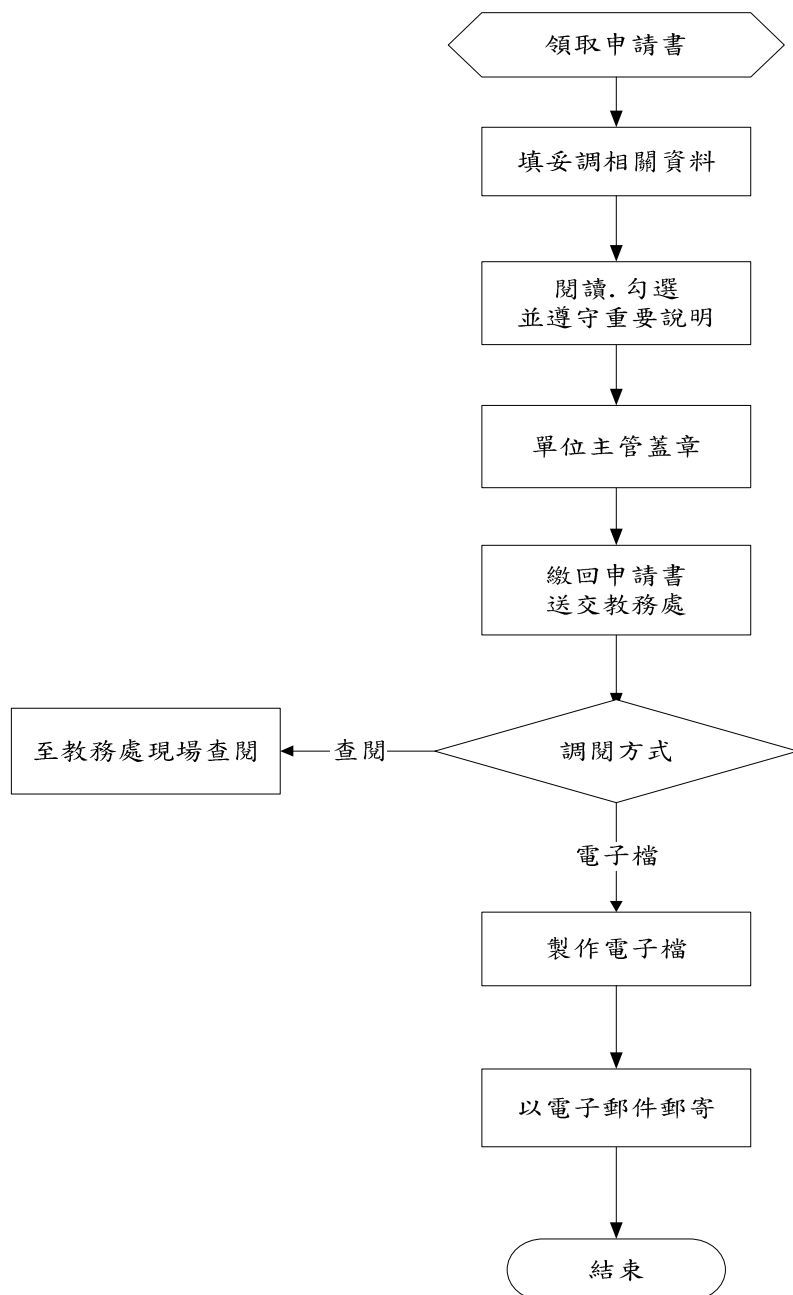 領取申請書
填妥調相關資料
閱讀.勾選
並遵守重要說明
單位主管蓋章
繳回申請書
送交教務處
至教務處現場查閱
查閱
調閱方式
電子檔
製作電子檔
以電子郵件郵寄
結束